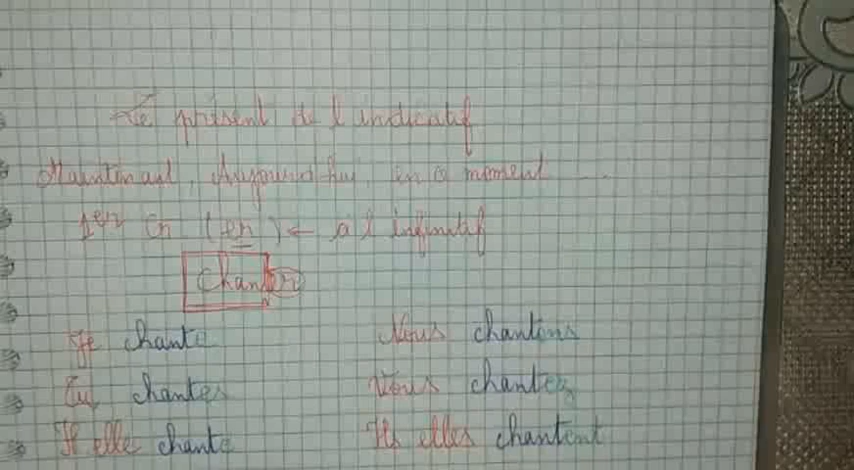 Le présent de l'indicatif
Maintenant, Aujourd'hui, en ce moment ...
1er Gr (er) ← à l'infinitif
Chanter
Je chante Nous chantons
Tu chantes Vous chantez
Il elle chante Ils elles chantent